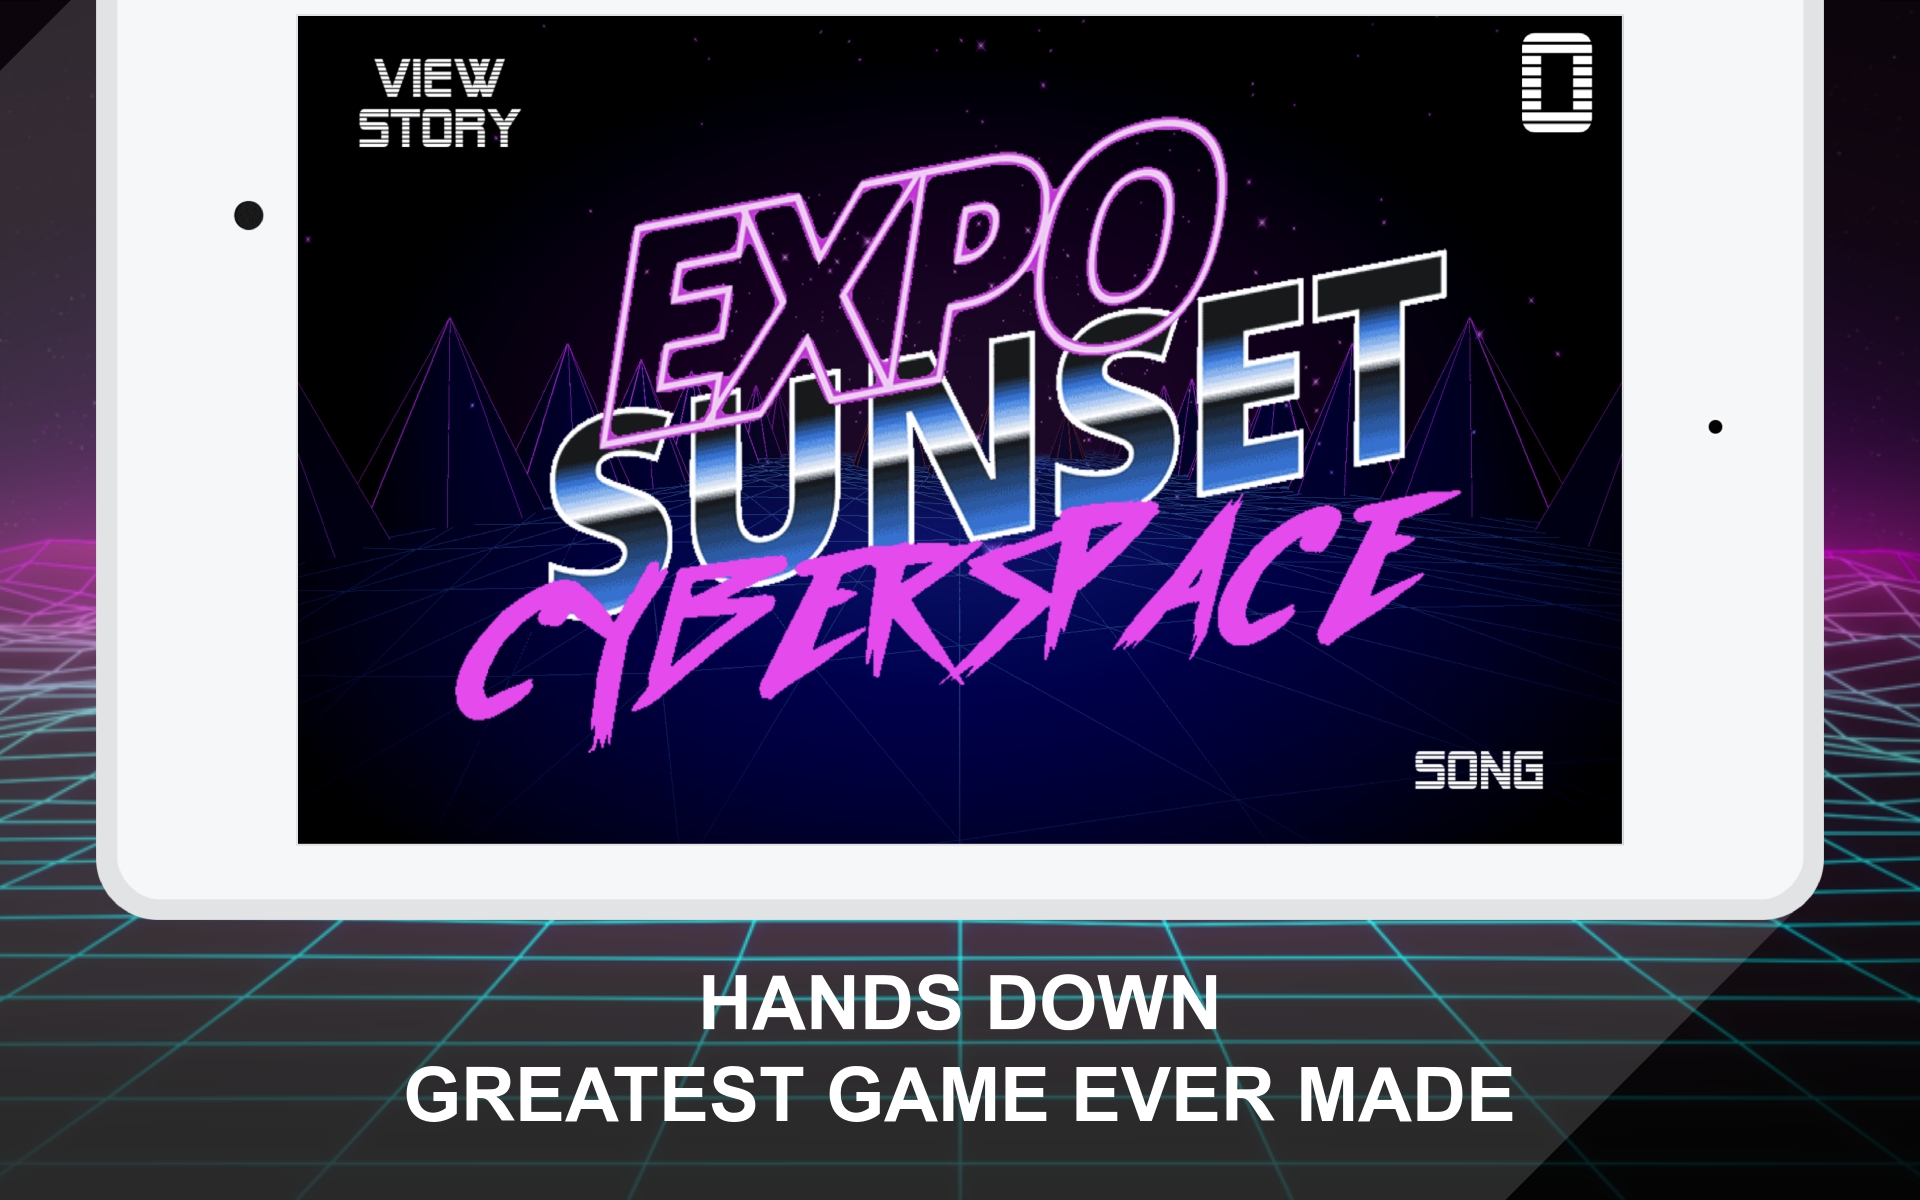 VIEW
STORY
0
EXPO
SUNSET
CYBERSPACE
SONG
HANDS DOWN
GREATEST GAME EVER MADE